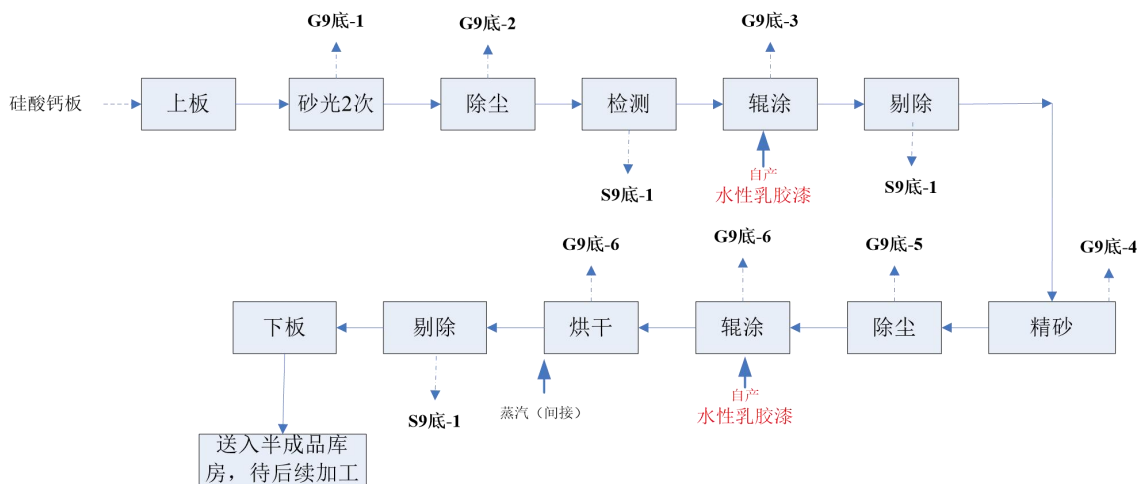 G9底-1
G9底-2
G9底-3
硅酸钙板
上板
砂光2次
除尘
检测
辊涂
剔除
S9底-1
自产
水性乳胶漆
S9底-1
G9底-6
G9底-6
G9底-5
G9底-4
下板
剔除
烘干
辊涂
除尘
精砂
S9底-1
蒸汽（间接）
自产
水性乳胶漆
送入半成品库
房，待后续加工